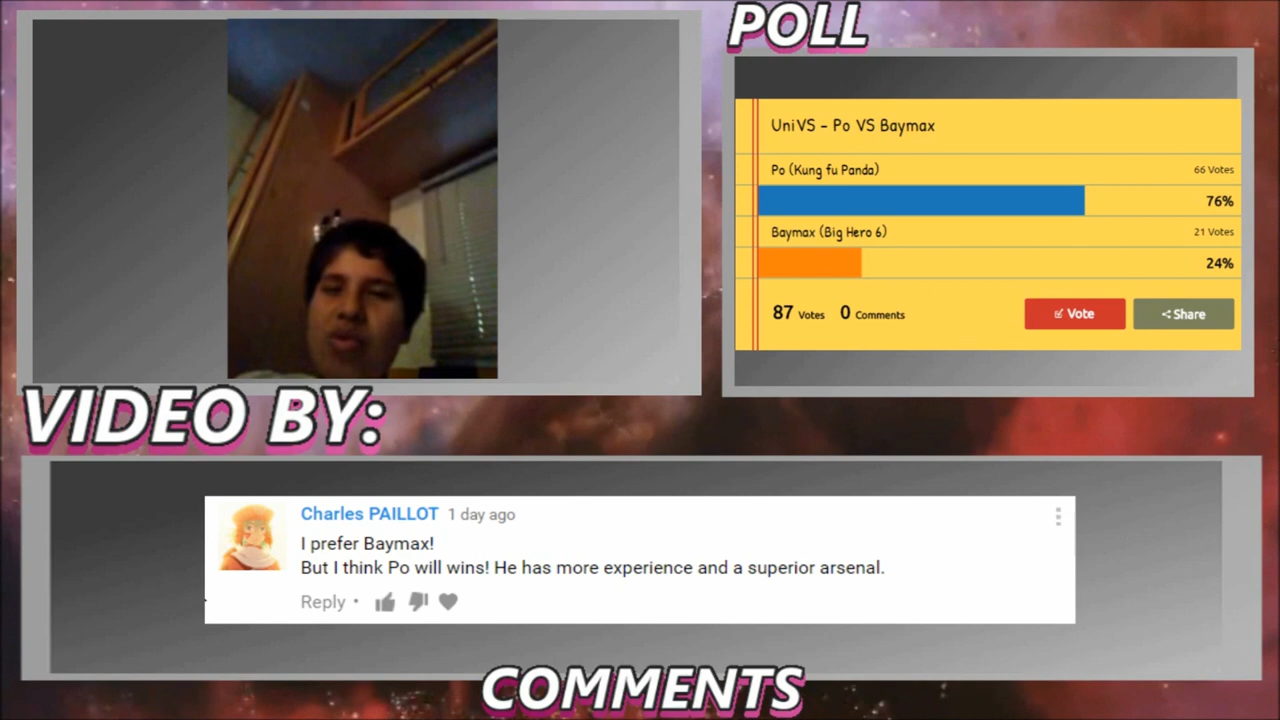 POLL
UniVS - Po VS Baymax
Po (Kung fu Panda) 66 Votes
76%
Baymax (Big Hero 6) 21 Votes
24%
87 Votes 0 Comments Vote Share
VIDEO BY:
Charles PAILLOT 1 day ago
I prefer Baymax!
But I think Po will wins! He has more experience and a superior arsenal.
Reply •
COMMENTS